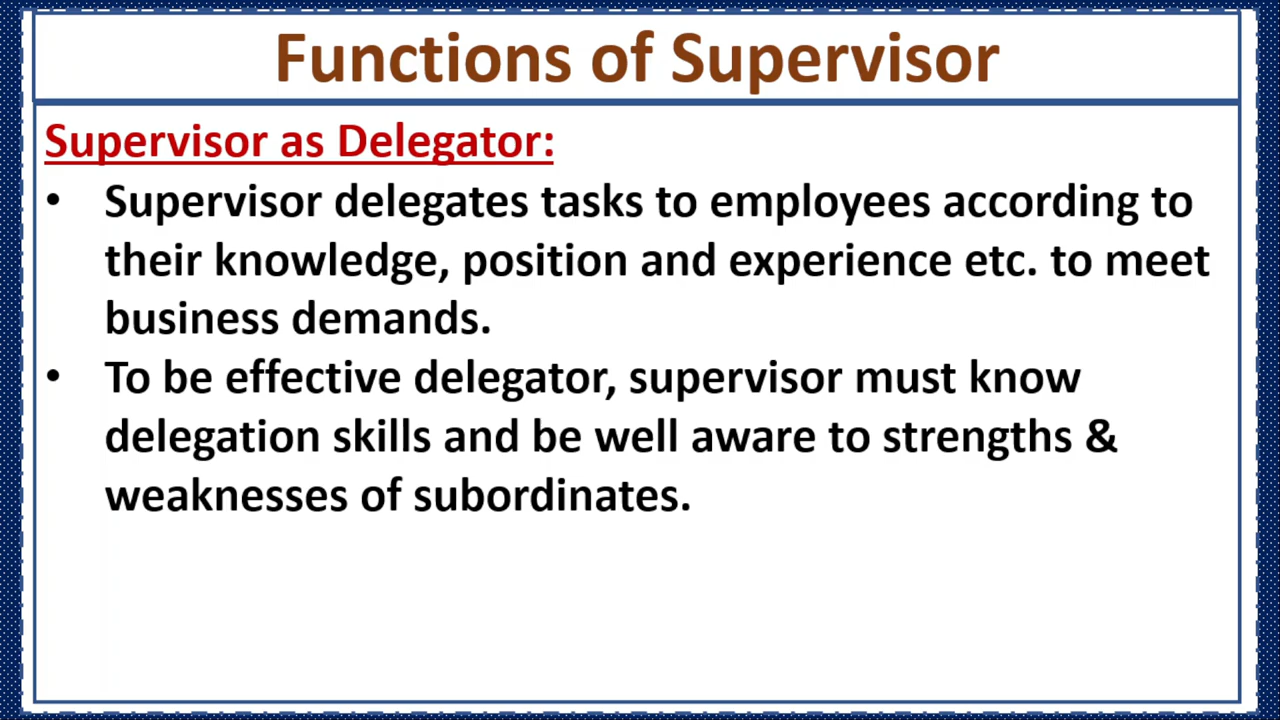 Functions of Supervisor
Supervisor as Delegator:
• Supervisor delegates tasks to employees according to
their knowledge, position and experience etc. to meet
business demands.
• To be effective delegator, supervisor must know
delegation skills and be well aware to strengths &
weaknesses of subordinates.